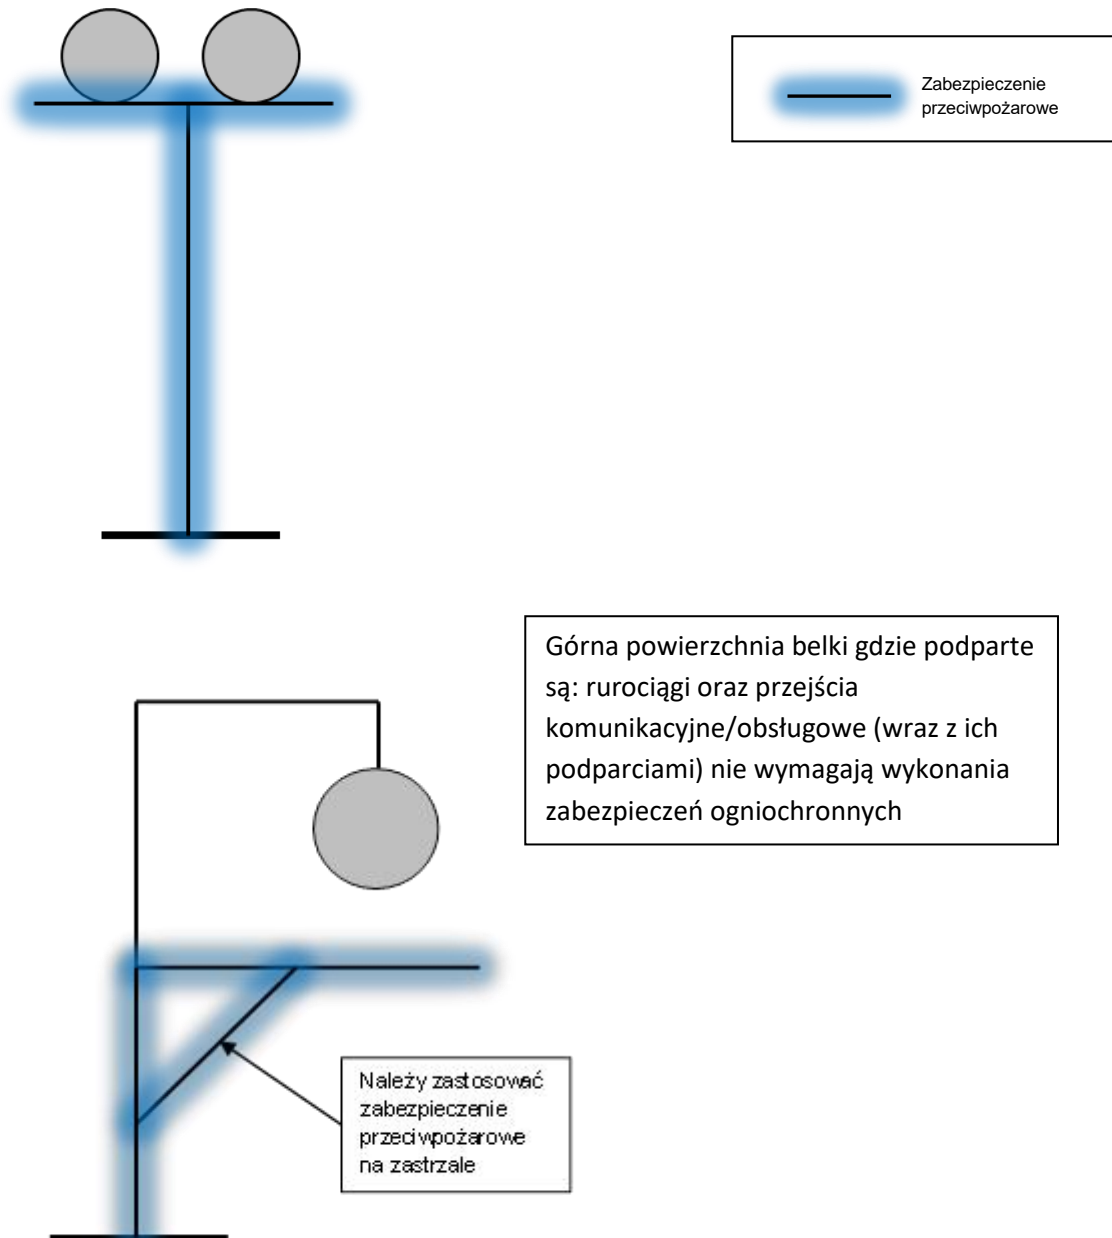 Zabezpieczenie
przeciwpożarowe
Górna powierzchnia belki gdzie podparte
są: rurociągi oraz przejścia
komunikacyjne/obsługowe (wraz z ich
podparciami) nie wymagają wykonania
zabezpieczeń ogniochronnych
Należy zastosować
zabezpieczenie
przeciwpożarowe
na zastrzale